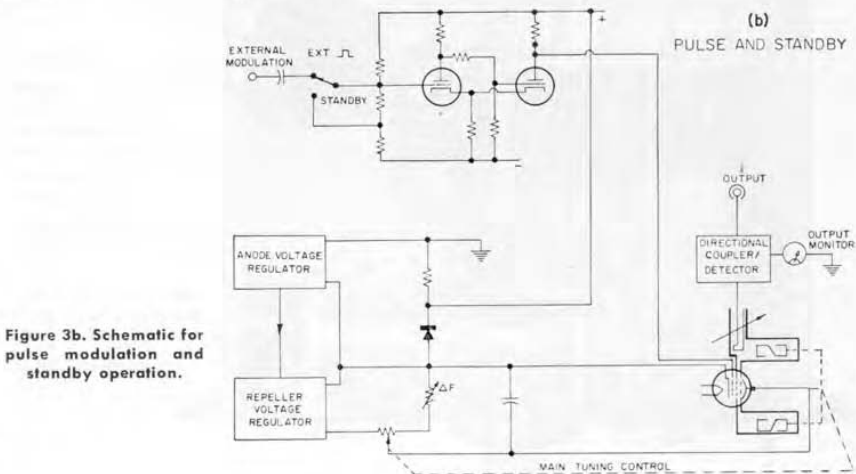 (b)
PULSE AND STANDBY
EXTERNAL
MODULATION
EXT
STANDBY
+
−
OUTPUT
DIRECTIONAL
COUPLER/
DETECTOR
OUTPUT
MONITOR
ANODE VOLTAGE
REGULATOR
REPELLER
VOLTAGE
REGULATOR
ΔF
MAIN TUNING CONTROL
Figure 3b. Schematic for
pulse modulation and
standby operation.